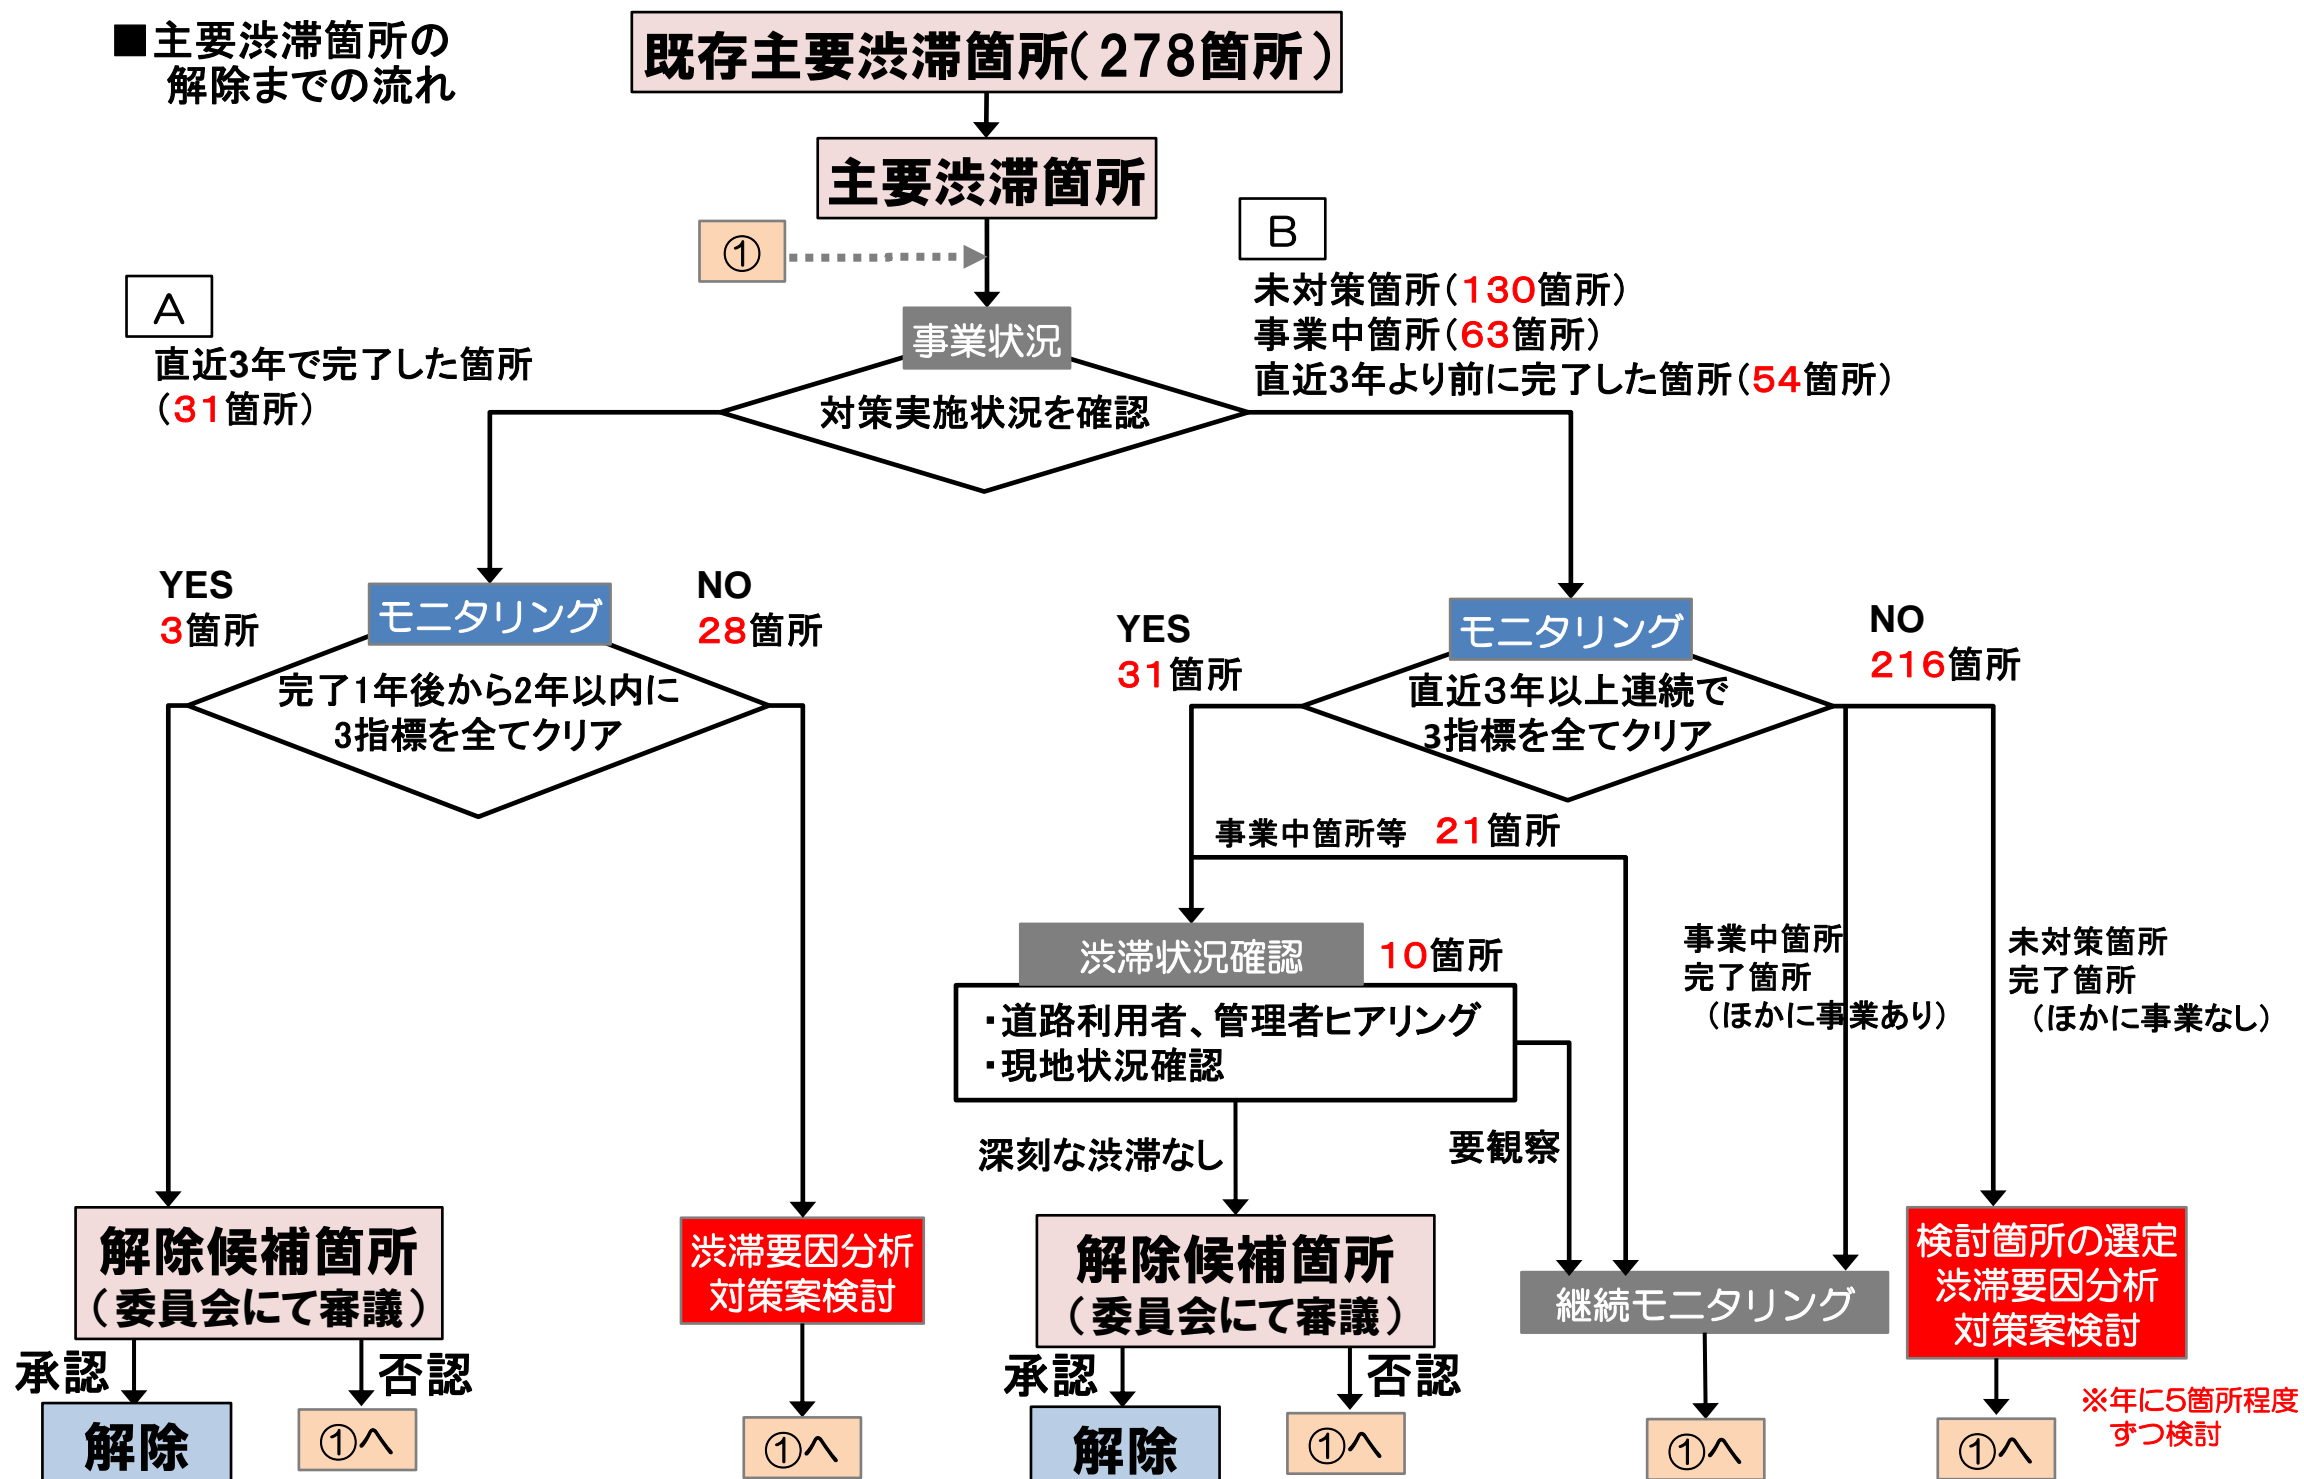 ■主要渋滞箇所の
解除までの流れ
既存主要渋滞箇所(278箇所)
主要渋滞箇所
①
A
直近3年で完了した箇所
(31箇所)
B
未対策箇所(130箇所)
事業中箇所(63箇所)
直近3年より前に完了した箇所(54箇所)
事業状況
対策実施状況を確認
YES
3箇所
モニタリング
NO
28箇所
完了1年後から2年以内に
3指標を全てクリア
YES
31箇所
モニタリング
NO
216箇所
直近3年以上連続で
3指標を全てクリア
事業中箇所等 21箇所
渋滞状況確認 10箇所
・道路利用者、管理者ヒアリング
・現地状況確認
事業中箇所
完了箇所
(ほかに事業あり)
未対策箇所
完了箇所
(ほかに事業なし)
深刻な渋滞なし
要観察
解除候補箇所
(委員会にて審議)
渋滞要因分析
対策案検討
解除候補箇所
(委員会にて審議)
継続モニタリング
検討箇所の選定
渋滞要因分析
対策案検討
承認
否認
承認
否認
※年に5箇所程度
ずつ検討
解除
①へ
①へ
解除
①へ
①へ
①へ